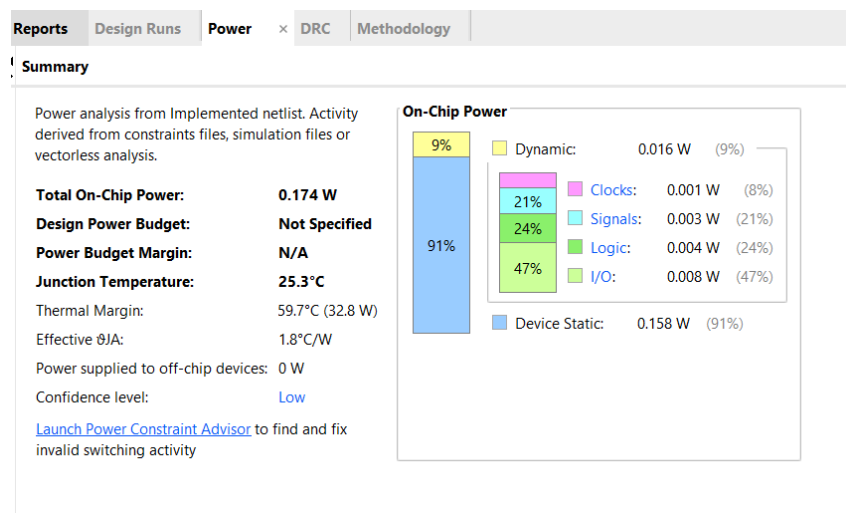 Reports Design Runs Power × DRC Methodology
Summary
Power analysis from Implemented netlist. Activity
derived from constraints files, simulation files or
vectorless analysis.
Total On-Chip Power: 0.174 W
Design Power Budget: Not Specified
Power Budget Margin: N/A
Junction Temperature: 25.3°C
Thermal Margin: 59.7°C (32.8 W)
Effective ϑJA: 1.8°C/W
Power supplied to off-chip devices: 0 W
Confidence level: Low
Launch Power Constraint Advisor to find and fix
invalid switching activity
On-Chip Power
9%
91%
Dynamic: 0.016 W (9%)
21%
24%
47%
Clocks: 0.001 W (8%)
Signals: 0.003 W (21%)
Logic: 0.004 W (24%)
I/O: 0.008 W (47%)
Device Static: 0.158 W (91%)